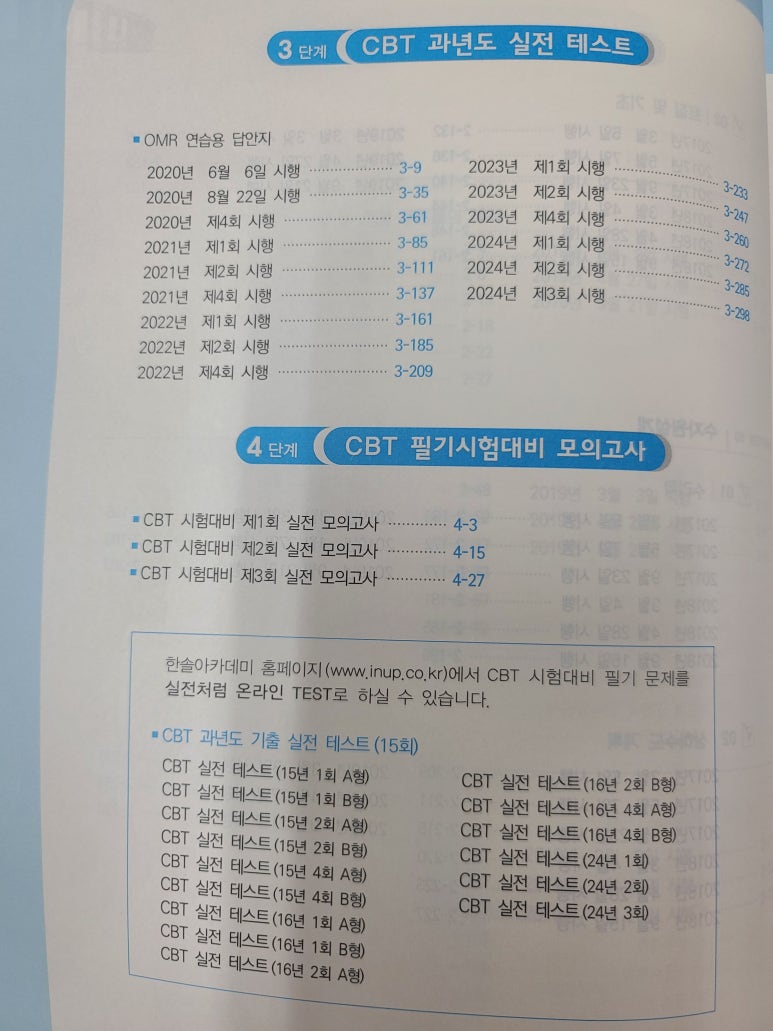 3 단계 CBT 과년도 실전 테스트
■ OMR 연습용 답안지
2020년 6월 6일 시행 ················ 3-9
2020년 8월 22일 시행 ················ 3-35
2020년 제4회 시행 ···················· 3-61
2021년 제1회 시행 ···················· 3-85
2021년 제2회 시행 ···················· 3-111
2021년 제4회 시행 ···················· 3-137
2022년 제1회 시행 ···················· 3-161
2022년 제2회 시행 ···················· 3-185
2022년 제4회 시행 ···················· 3-209
2023년 제1회 시행 ···················· 3-233
2023년 제2회 시행 ···················· 3-247
2023년 제4회 시행 ···················· 3-260
2024년 제1회 시행 ···················· 3-272
2024년 제2회 시행 ···················· 3-285
2024년 제3회 시행 ···················· 3-298
4 단계 CBT 필기시험대비 모의고사
■ CBT 시험대비 제1회 실전 모의고사 ············· 4-3
■ CBT 시험대비 제2회 실전 모의고사 ············· 4-15
■ CBT 시험대비 제3회 실전 모의고사 ············· 4-27
한솔아카데미 홈페이지(www.inup.co.kr)에서 CBT 시험대비 필기 문제를
실전처럼 온라인 TEST로 하실 수 있습니다.
■ CBT 과년도 기출 실전 테스트(15회)
CBT 실전 테스트(15년 1회 A형)
CBT 실전 테스트(15년 1회 B형)
CBT 실전 테스트(15년 2회 A형)
CBT 실전 테스트(15년 2회 B형)
CBT 실전 테스트(15년 4회 A형)
CBT 실전 테스트(15년 4회 B형)
CBT 실전 테스트(16년 1회 A형)
CBT 실전 테스트(16년 1회 B형)
CBT 실전 테스트(16년 2회 A형)
CBT 실전 테스트(16년 2회 B형)
CBT 실전 테스트(16년 4회 A형)
CBT 실전 테스트(16년 4회 B형)
CBT 실전 테스트(24년 1회)
CBT 실전 테스트(24년 2회)
CBT 실전 테스트(24년 3회)